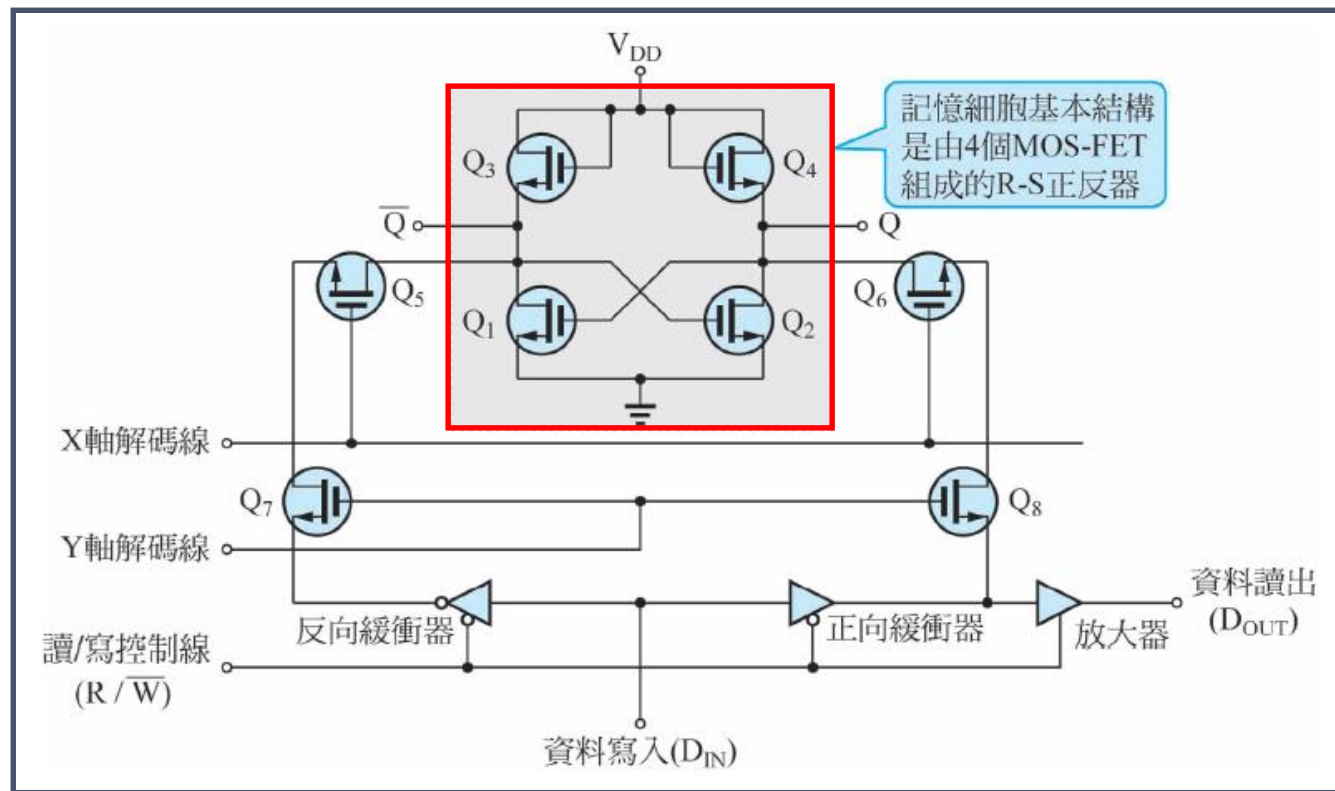 V_DD
記憶細胞基本結構
是由4個MOS-FET
組成的R-S正反器
Q₃
Q₄
Q̅
Q
Q₅
Q₆
Q₁
Q₂
X軸解碼線
Q₇
Q₈
Y軸解碼線
反向緩衝器
正向緩衝器
放大器
資料讀出
(D_OUT)
讀/寫控制線
(R / W̅)
資料寫入(D_IN)